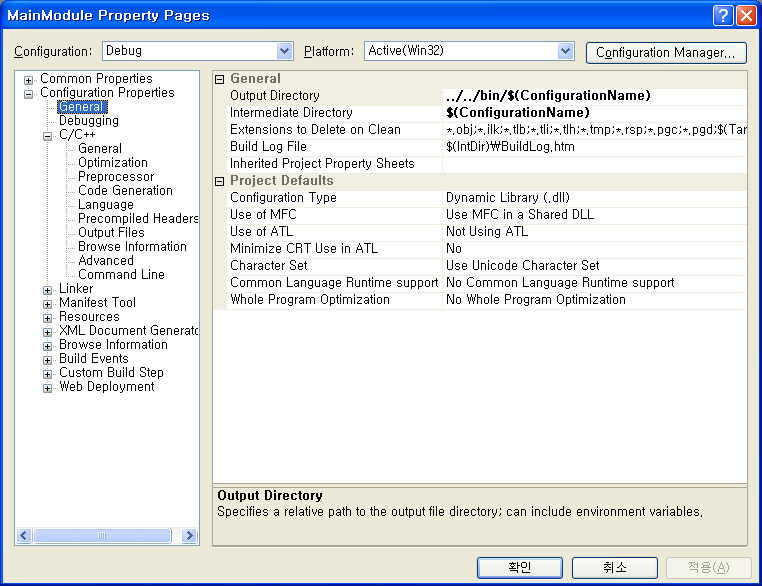 MainModule Property Pages
Configuration: Debug Platform: Active(Win32) Configuration Manager...
Common Properties
Configuration Properties
General
Debugging
C/C++
General
Optimization
Preprocessor
Code Generation
Language
Precompiled Headers
Output Files
Browse Information
Advanced
Command Line
Linker
Manifest Tool
Resources
XML Document Generato
Browse Information
Build Events
Custom Build Step
Web Deployment
General
Output Directory ../../bin/$(ConfigurationName)
Intermediate Directory $(ConfigurationName)
Extensions to Delete on Clean *.obj;*.ilk;*.tlb;*.tli;*.tlh;*.tmp;*.rsp;*.pgc;*.pgd;$(Tar
Build Log File $(IntDir)₩BuildLog.htm
Inherited Project Property Sheets
Project Defaults
Configuration Type Dynamic Library (.dll)
Use of MFC Use MFC in a Shared DLL
Use of ATL Not Using ATL
Minimize CRT Use in ATL No
Character Set Use Unicode Character Set
Common Language Runtime support No Common Language Runtime support
Whole Program Optimization No Whole Program Optimization
Output Directory
Specifies a relative path to the output file directory; can include environment variables.
확인 취소 적용(A)